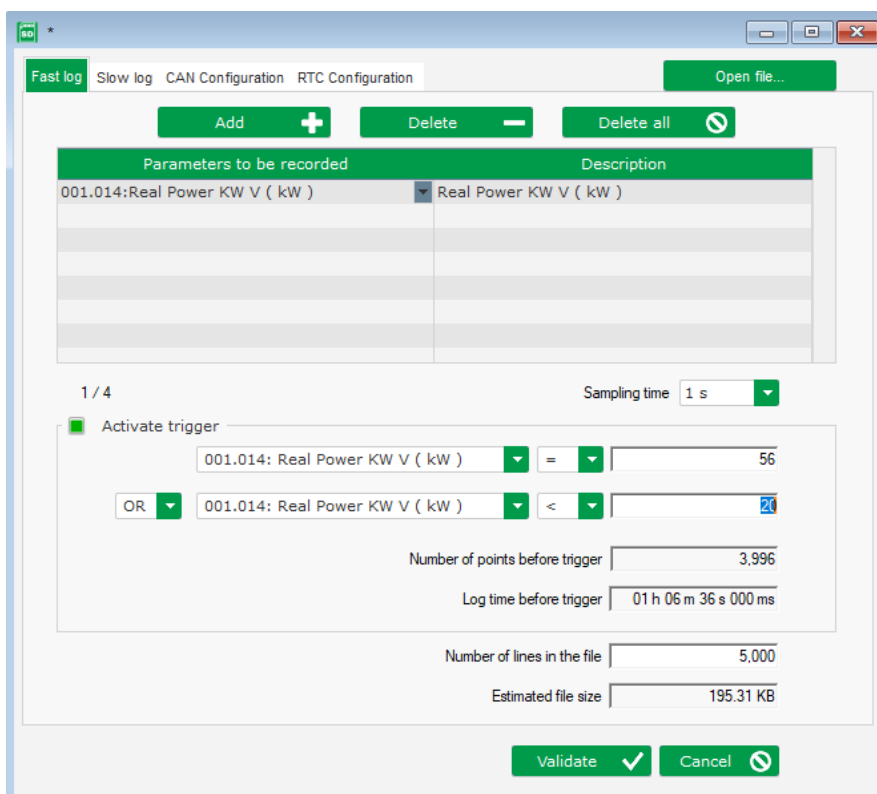 SD *
Fast log Slow log CAN Configuration RTC Configuration Open file...
Add Delete Delete all
Parameters to be recorded Description
001.014:Real Power KW V ( kW ) Real Power KW V ( kW )
1 / 4 Sampling time 1 s
Activate trigger
001.014: Real Power KW V ( kW ) = 56
OR 001.014: Real Power KW V ( kW ) < 20
Number of points before trigger 3,996
Log time before trigger 01 h 06 m 36 s 000 ms
Number of lines in the file 5,000
Estimated file size 195.31 KB
Validate Cancel